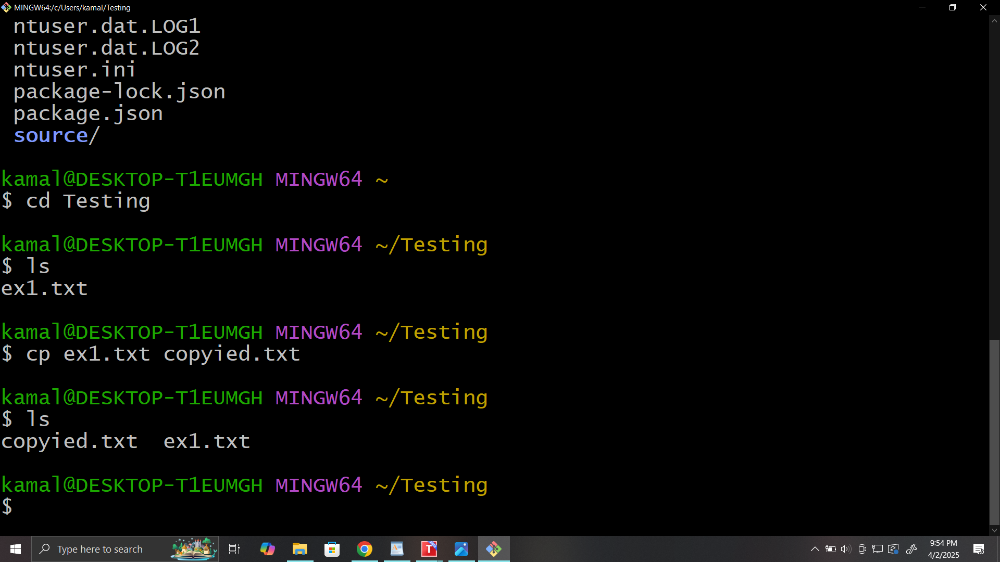 MINGW64:/c/Users/kamal/Testing
ntuser.dat.LOG1
ntuser.dat.LOG2
ntuser.ini
package-lock.json
package.json
source/
kamal@DESKTOP-T1EUMGH MINGW64 ~
$ cd Testing
kamal@DESKTOP-T1EUMGH MINGW64 ~/Testing
$ ls
ex1.txt
kamal@DESKTOP-T1EUMGH MINGW64 ~/Testing
$ cp ex1.txt copyied.txt
kamal@DESKTOP-T1EUMGH MINGW64 ~/Testing
$ ls
copyied.txt  ex1.txt
kamal@DESKTOP-T1EUMGH MINGW64 ~/Testing
$
Type here to search
9:54 PM
4/2/2025